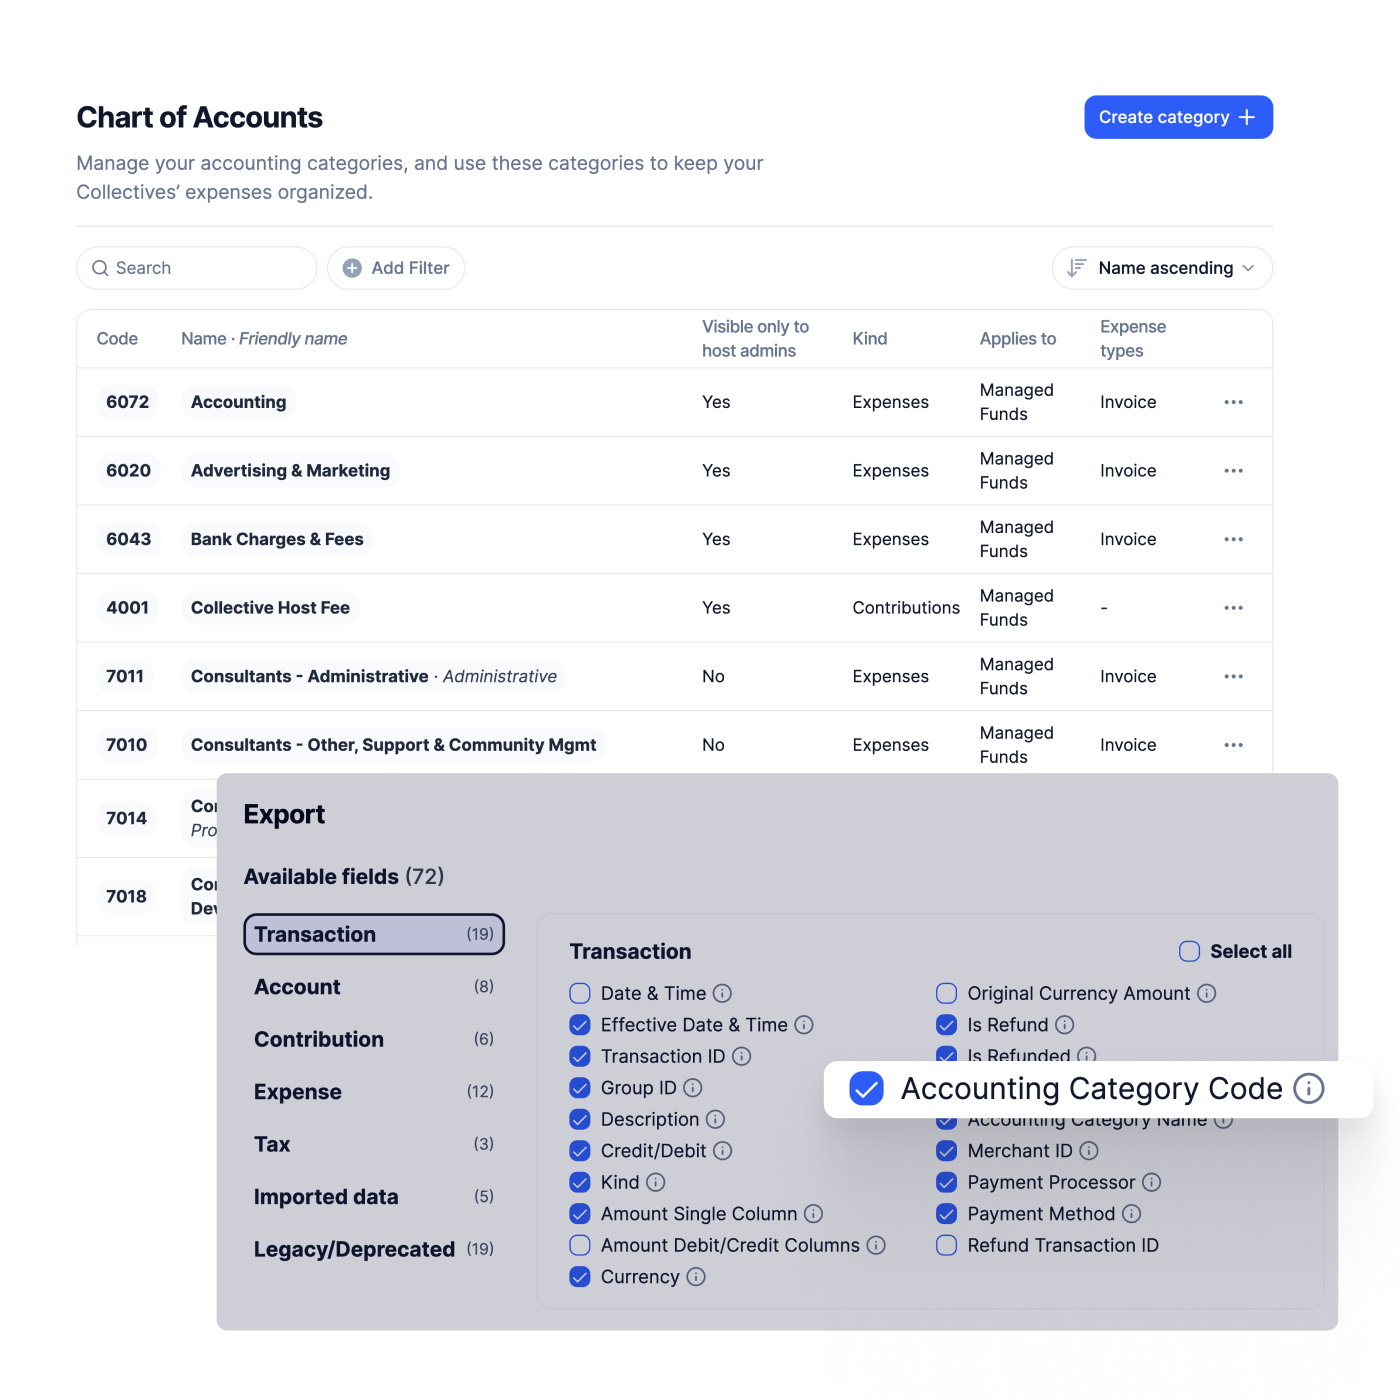 Chart of Accounts
Create category
Manage your accounting categories, and use these categories to keep your
Collectives’ expenses organized.
Search
Add Filter
Name ascending
Code Name · Friendly name Visible only to host admins Kind Applies to Expense types
6072 Accounting Yes Expenses Managed Funds Invoice
6020 Advertising & Marketing Yes Expenses Managed Funds Invoice
6043 Bank Charges & Fees Yes Expenses Managed Funds Invoice
4001 Collective Host Fee Yes Contributions Managed Funds -
7011 Consultants - Administrative · Administrative No Expenses Managed Funds Invoice
7010 Consultants - Other, Support & Community Mgmt No Expenses Managed Funds Invoice
7014
7018
Export
Available fields (72)
Transaction (19)
Account (8)
Contribution (6)
Expense (12)
Tax (3)
Imported data (5)
Legacy/Deprecated (19)
Transaction Select all
Date & Time
Effective Date & Time
Transaction ID
Group ID
Description
Credit/Debit
Kind
Amount Single Column
Amount Debit/Credit Columns
Currency
Original Currency Amount
Is Refund
Is Refunded
Accounting Category Code
Accounting Category Name
Merchant ID
Payment Processor
Payment Method
Refund Transaction ID